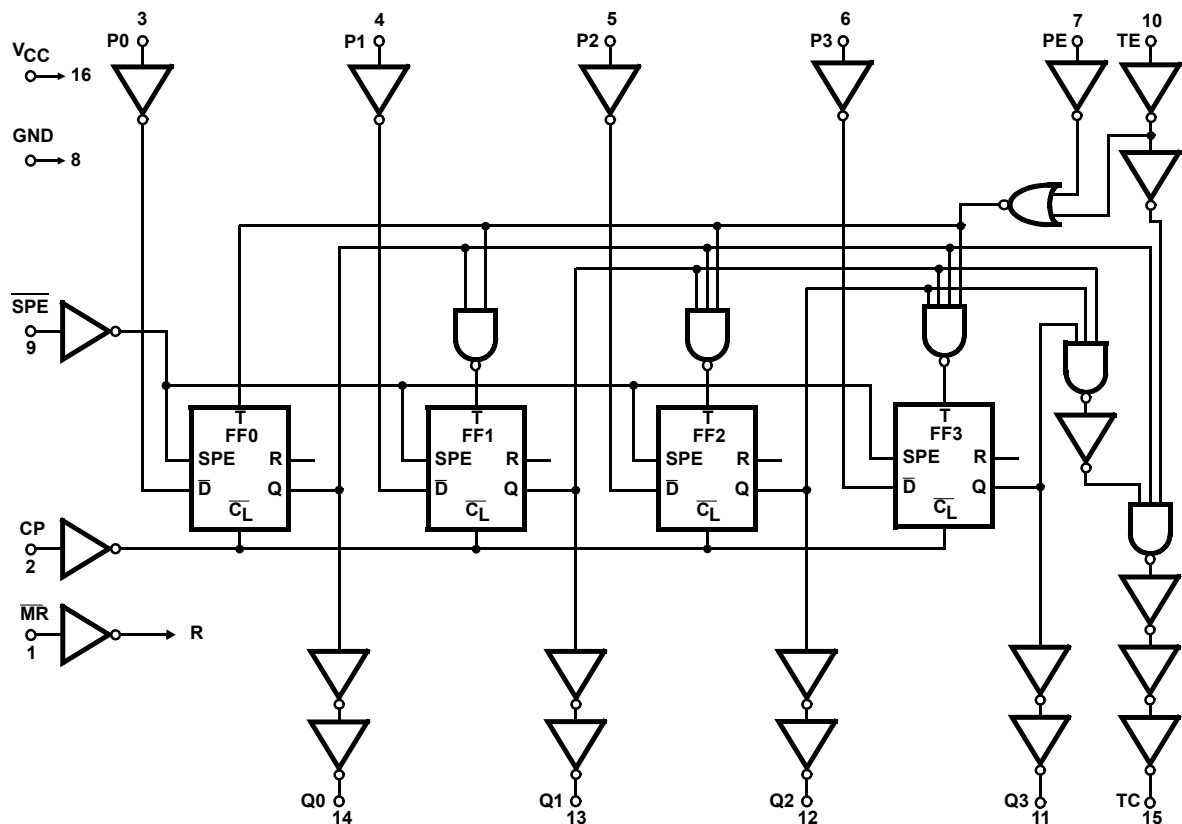 3 4 5 6 7 10
P0 P1 P2 P3 PE TE
VCC
16
GND
8
SPE
9
T T T T
FF0 FF1 FF2 FF3
SPE R SPE R SPE R SPE R
D Q D Q D Q D Q
CL CL CL CL
CP
2
MR
1
R
Q0 Q1 Q2 Q3 TC
14 13 12 11 15